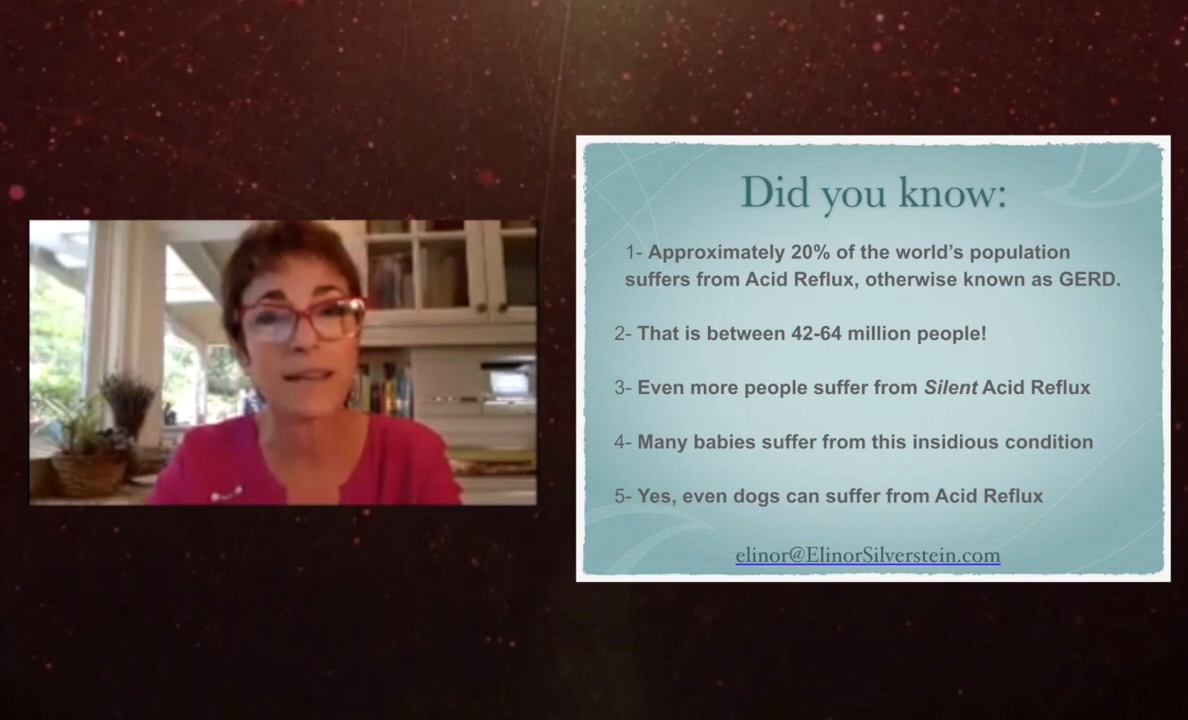 Did you know:
1- Approximately 20% of the world's population
suffers from Acid Reflux, otherwise known as GERD.
2- That is between 42-64 million people!
3- Even more people suffer from Silent Acid Reflux
4- Many babies suffer from this insidious condition
5- Yes, even dogs can suffer from Acid Reflux
elinor@ElinorSilverstein.com